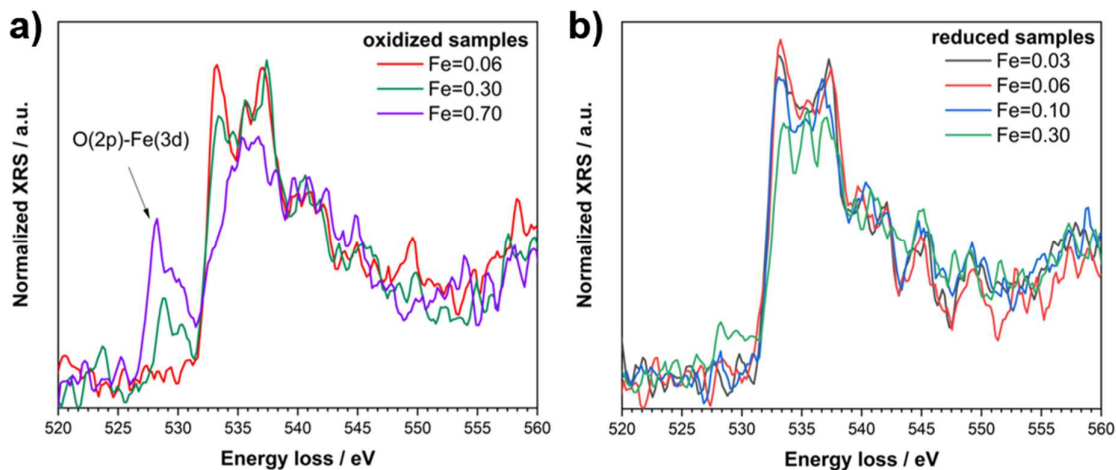 a)
oxidized samples
Fe=0.06
Fe=0.30
Fe=0.70
O(2p)-Fe(3d)
Normalized XRS / a.u.
520 525 530 535 540 545 550 555 560
Energy loss / eV
b)
reduced samples
Fe=0.03
Fe=0.06
Fe=0.10
Fe=0.30
Normalized XRS / a.u.
520 525 530 535 540 545 550 555 560
Energy loss / eV